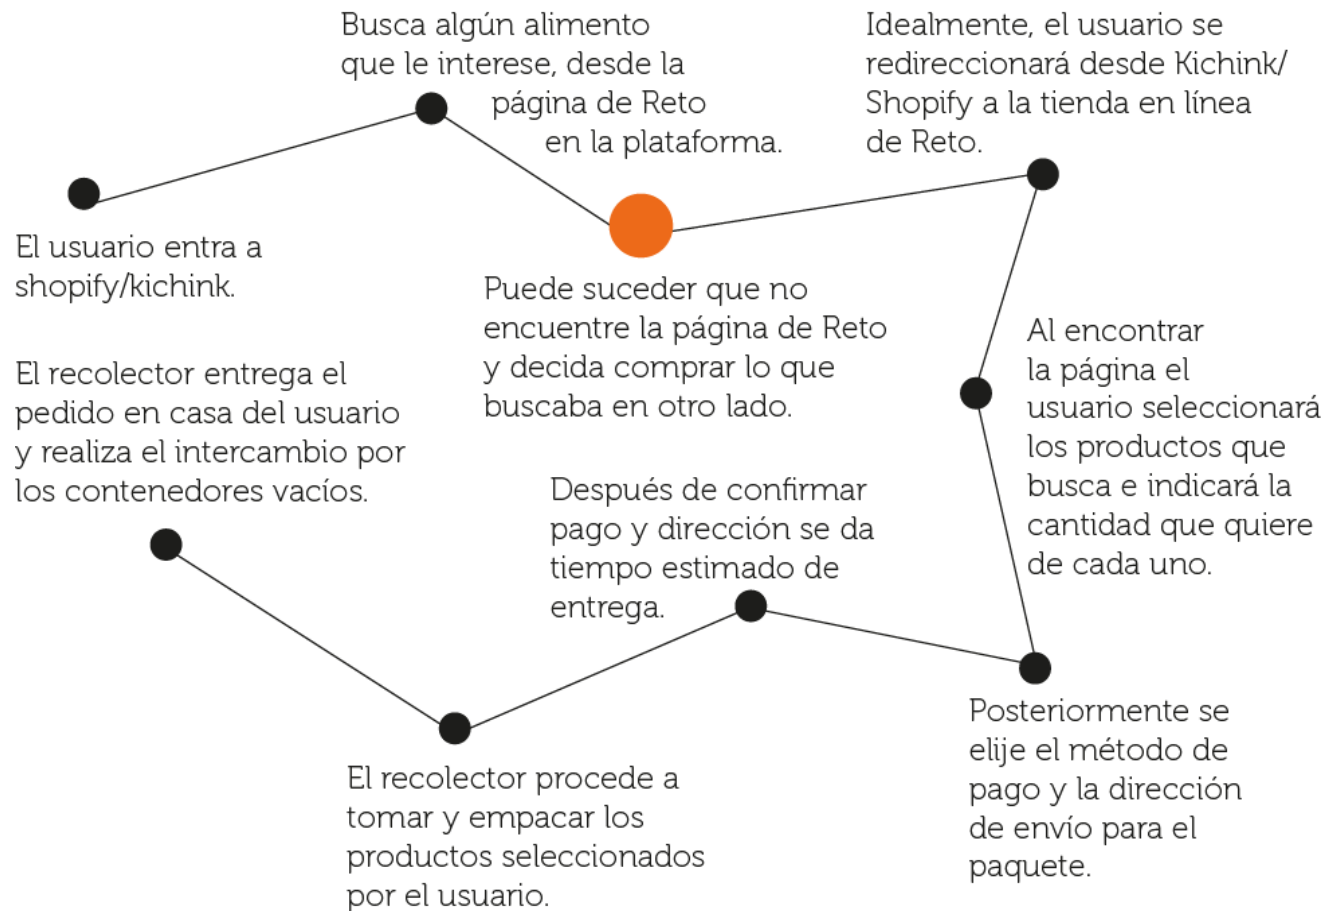 El usuario entra a
shopify/kichink.
Busca algún alimento
que le interese, desde la
página de Reto
en la plataforma.
Puede suceder que no
encuentre la página de Reto
y decida comprar lo que
buscaba en otro lado.
Idealmente, el usuario se
redireccionará desde Kichink/
Shopify a la tienda en línea
de Reto.
Al encontrar
la página el
usuario seleccionará
los productos que
busca e indicará la
cantidad que quiere
de cada uno.
Posteriormente se
elije el método de
pago y la dirección
de envío para el
paquete.
Después de confirmar
pago y dirección se da
tiempo estimado de
entrega.
El recolector procede a
tomar y empacar los
productos seleccionados
por el usuario.
El recolector entrega el
pedido en casa del usuario
y realiza el intercambio por
los contenedores vacíos.